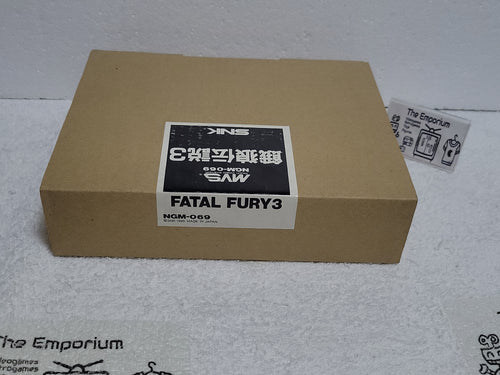 SNK
餓狼伝説3
NGM-069
MVS
FATAL FURY3
NGM-069
The Emporium
The Emporium